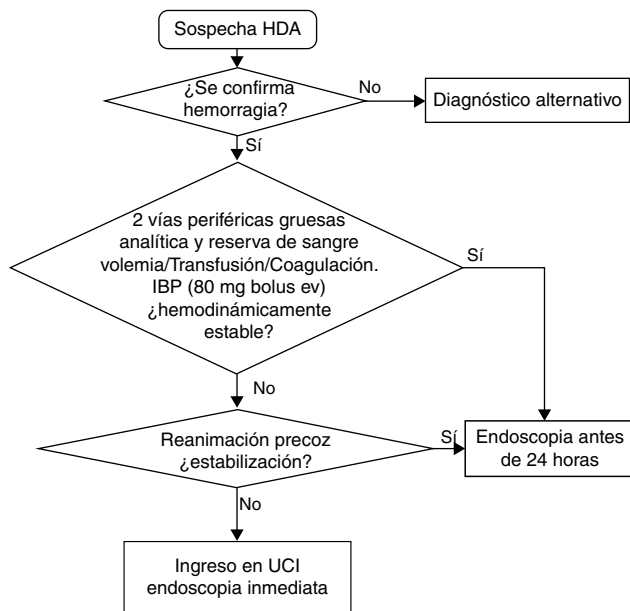 Sospecha HDA
¿Se confirma
hemorragia?
No
Diagnóstico alternativo
Sí
2 vías periféricas gruesas
analítica y reserva de sangre
volemia/Transfusión/Coagulación.
IBP (80 mg bolus ev)
¿hemodinámicamente
estable?
Sí
No
Reanimación precoz
¿estabilización?
Sí
Endoscopia antes
de 24 horas
No
Ingreso en UCI
endoscopia inmediata